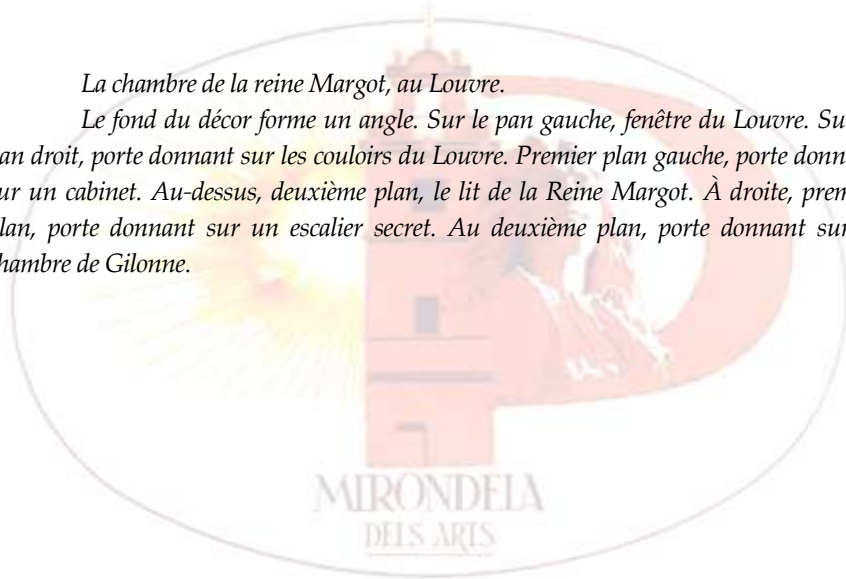 La chambre de la reine Margot, au Louvre.
Le fond du décor forme un angle. Sur le pan gauche, fenêtre du Louvre. Su
an droit, porte donnant sur les couloirs du Louvre. Premier plan gauche, porte donn
ur un cabinet. Au-dessus, deuxième plan, le lit de la Reine Margot. À droite, prem
lan, porte donnant sur un escalier secret. Au deuxième plan, porte donnant sur
hambre de Gilonne.
MIRONDELA
DELS ARTS